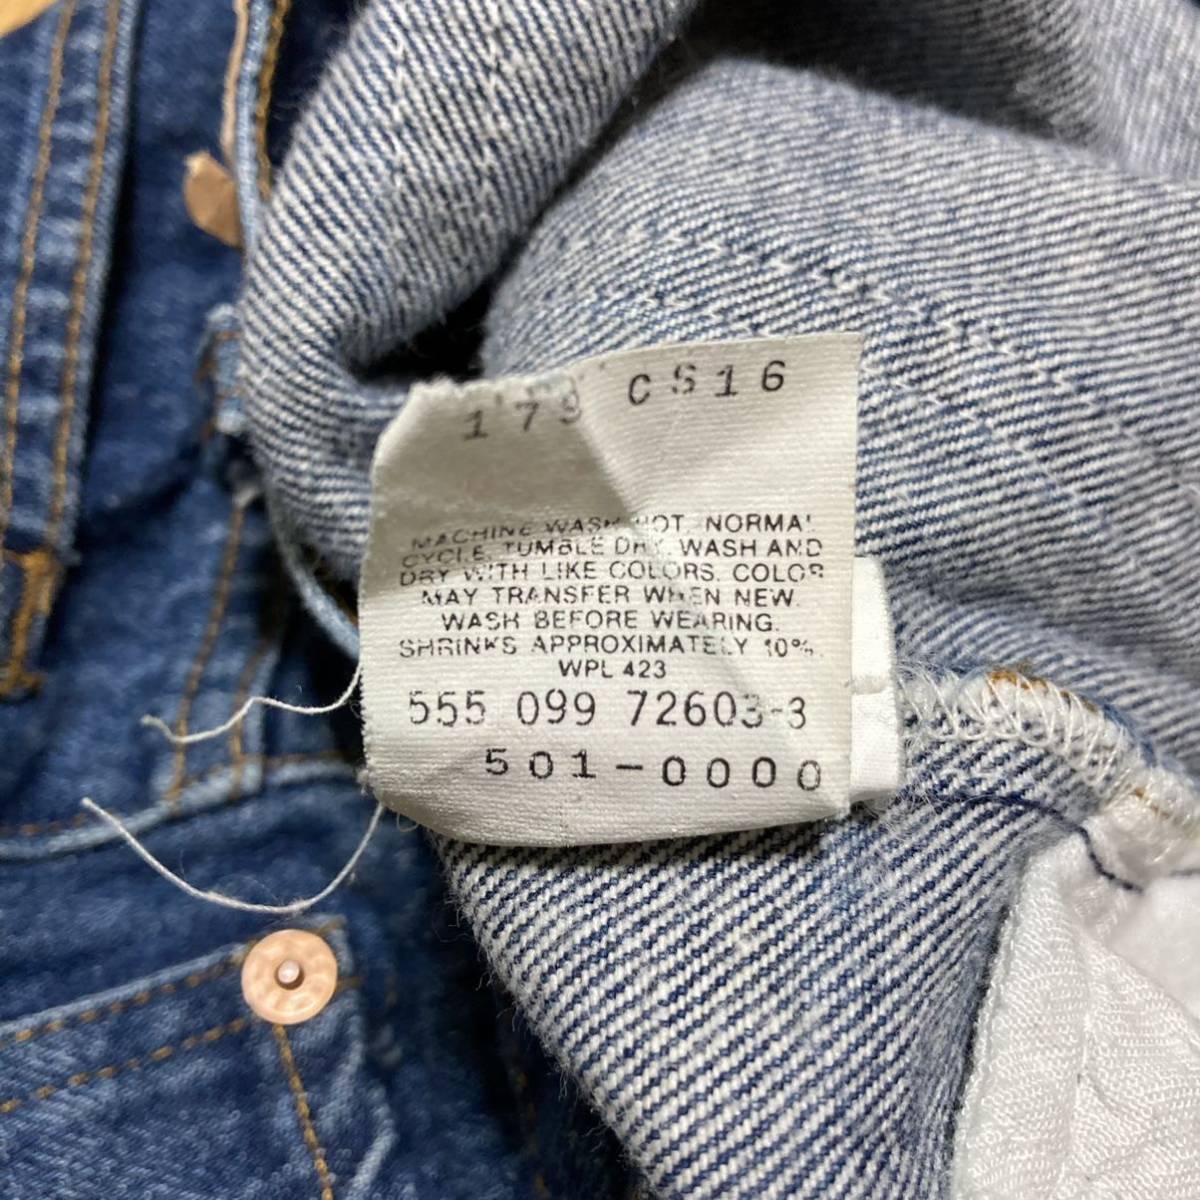 179 CS16
MACHINE WASH HOT, NORMAL
CYCLE. TUMBLE DRY. WASH AND
DRY WITH LIKE COLORS. COLOR
MAY TRANSFER WHEN NEW.
WASH BEFORE WEARING.
SHRINKS APPROXIMATELY 10%.
WPL 423
555 099 72603-3
501-0000